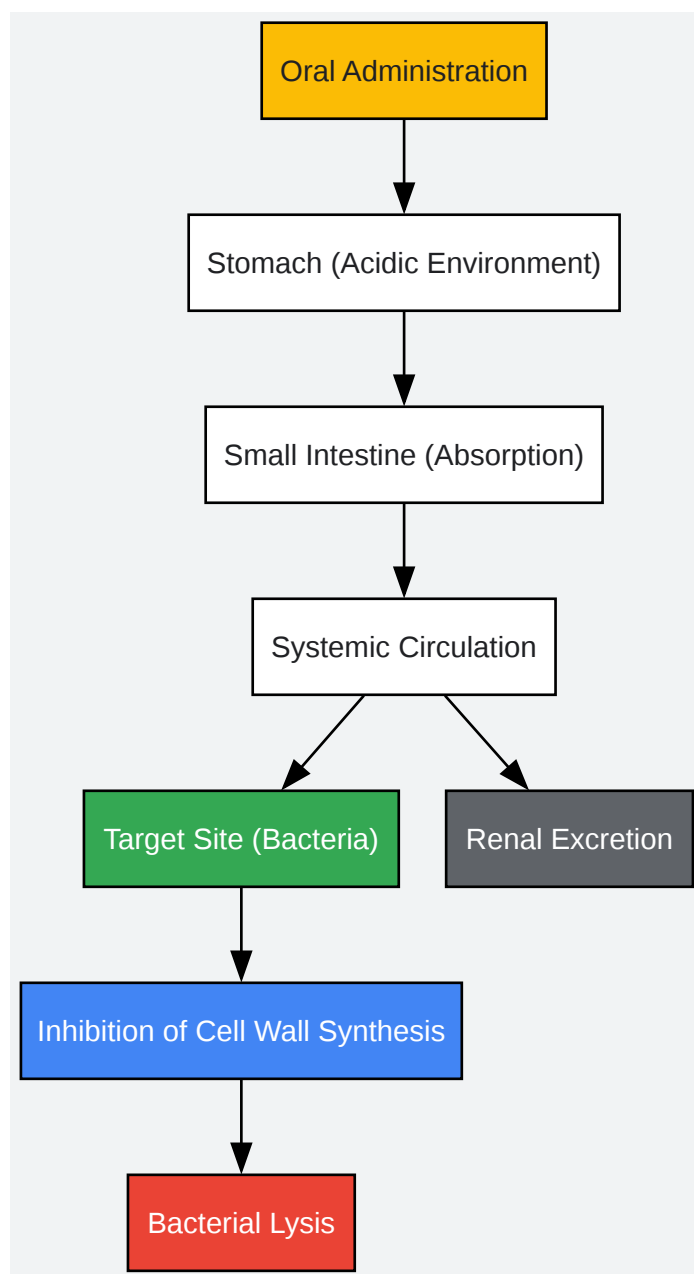 Oral Administration
Stomach (Acidic Environment)
Small Intestine (Absorption)
Systemic Circulation
Target Site (Bacteria)
Renal Excretion
Inhibition of Cell Wall Synthesis
Bacterial Lysis